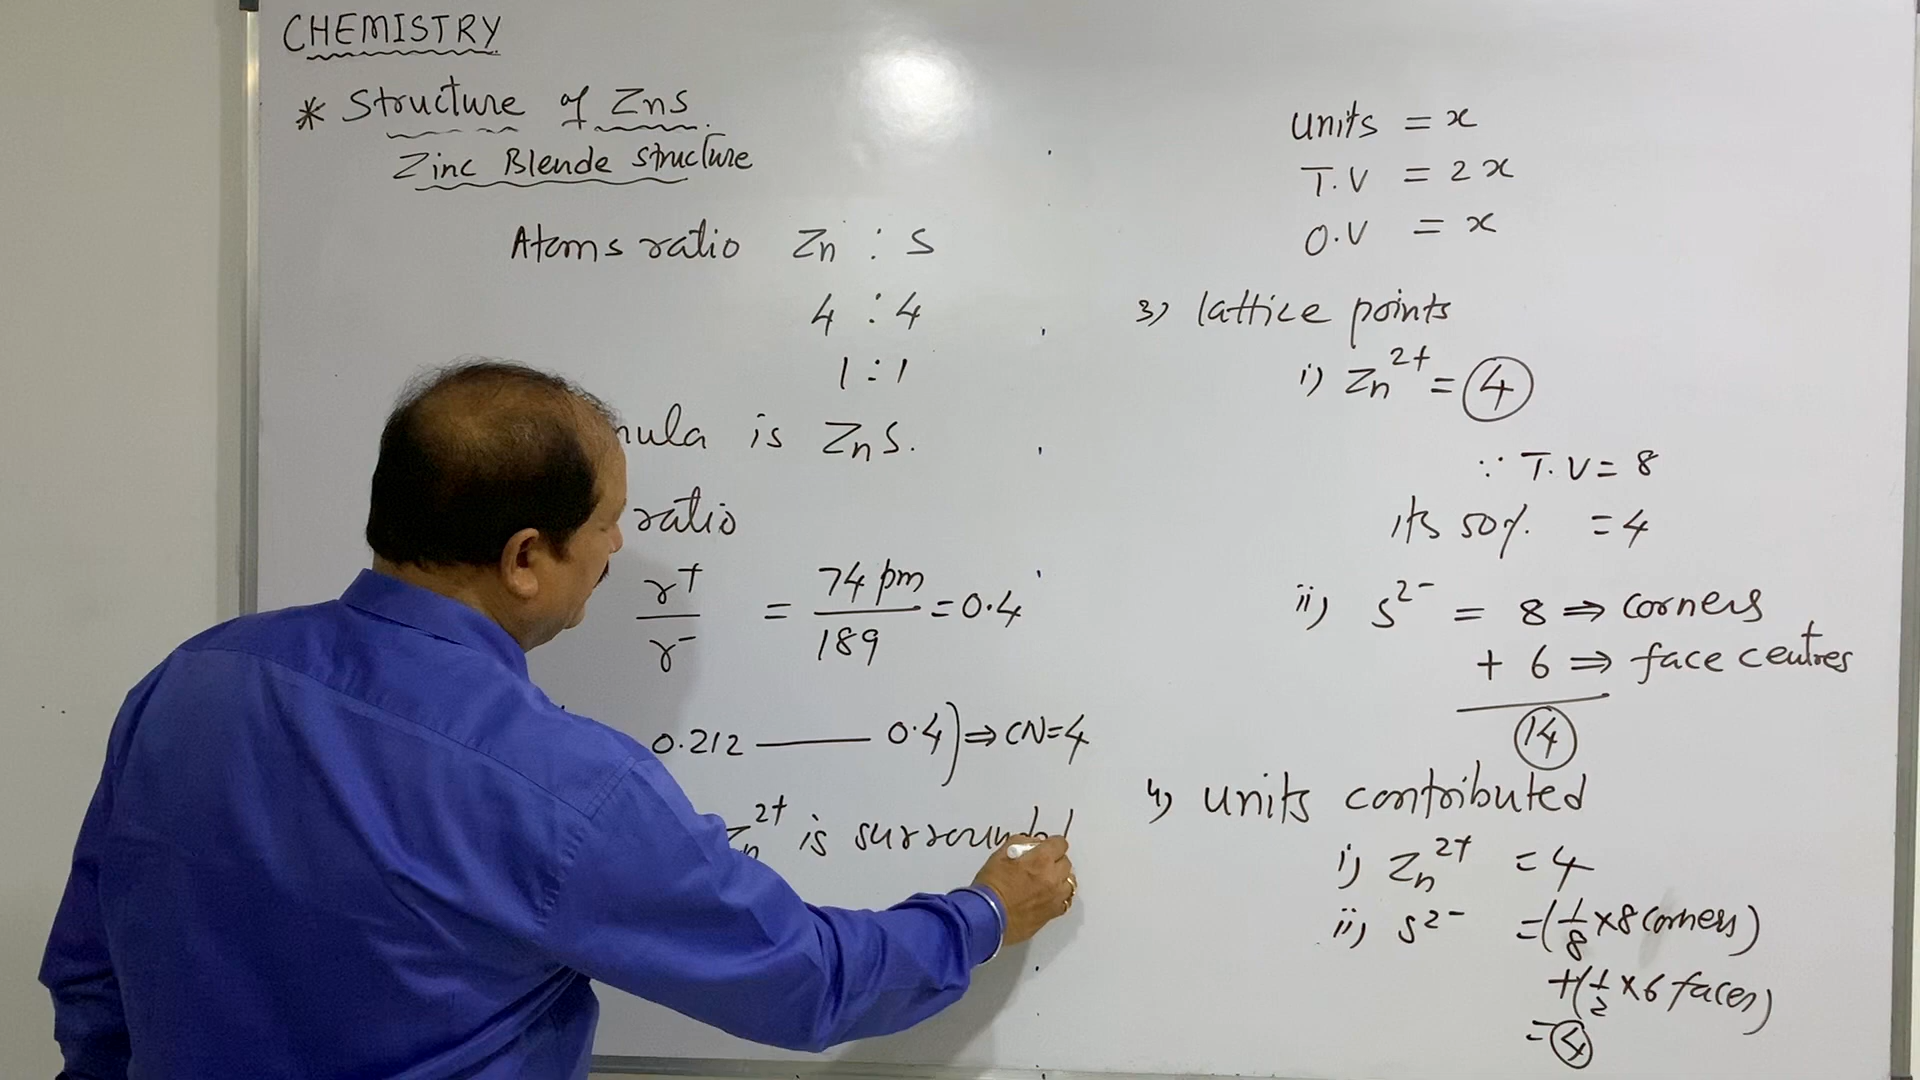 CHEMISTRY
* Structure of ZnS.
Zinc Blende structure
Atoms ratio Zn : S
4 : 4
1 : 1
is ZnS.
ratio
r+/r- = 74 pm/189 = 0.4
0.212 —— 0.4) ⇒ CN=4
Zn2+ is surrounded
units = x
T.V = 2x
O.V = x
3) lattice points
i) Zn2+ = 4
∵ T.V = 8
its 50% = 4
ii) S2- = 8 ⇒ corners
+ 6 ⇒ face centres
14
4) units contributed
i) Zn2+ = 4
ii) S2- = (1/8 × 8 corners)
+(1/2 × 6 faces)
= 4